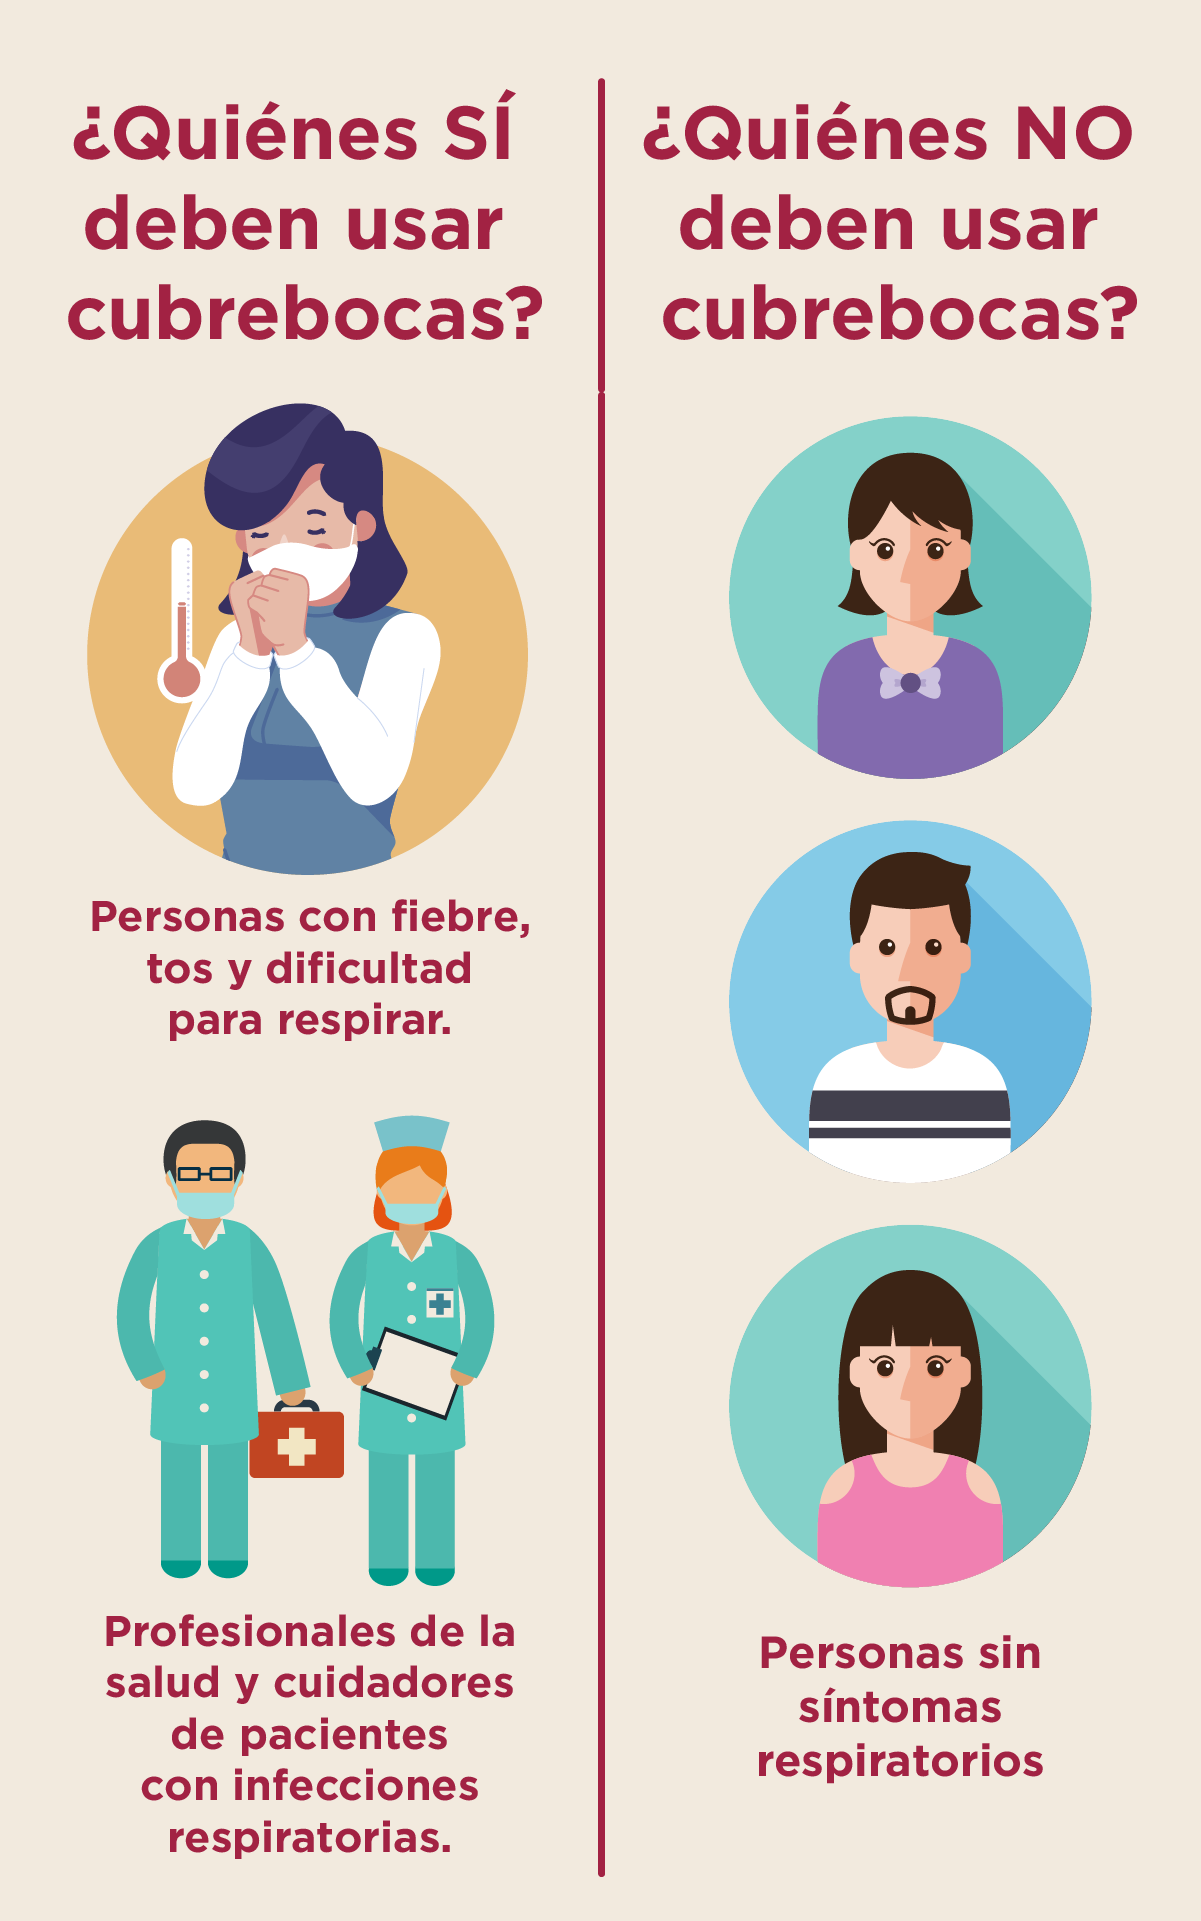 ¿Quiénes SÍ
deben usar
cubrebocas?
Personas con fiebre,
tos y dificultad
para respirar.
Profesionales de la
salud y cuidadores
de pacientes
con infecciones
respiratorias.
¿Quiénes NO
deben usar
cubrebocas?
Personas sin
síntomas
respiratorios